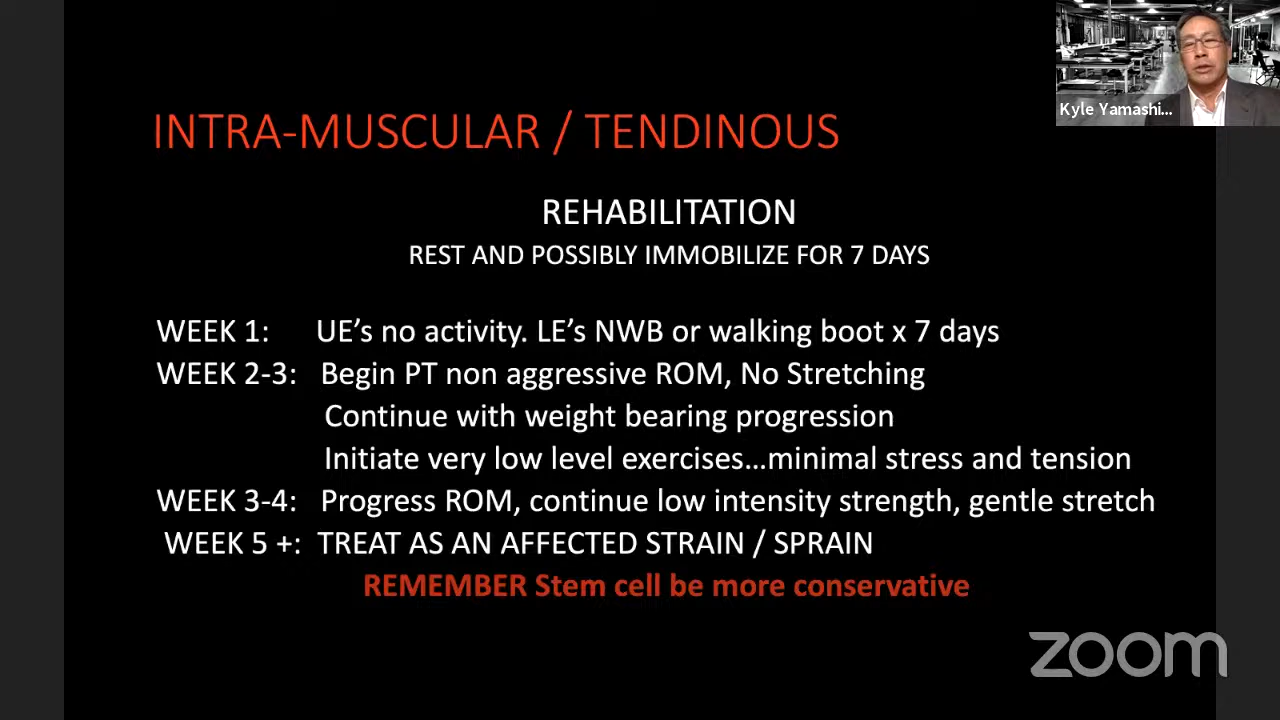 Kyle Yamashi...
INTRA-MUSCULAR / TENDINOUS
REHABILITATION
REST AND POSSIBLY IMMOBILIZE FOR 7 DAYS
WEEK 1: UE’s no activity. LE’s NWB or walking boot x 7 days
WEEK 2-3: Begin PT non aggressive ROM, No Stretching
Continue with weight bearing progression
Initiate very low level exercises…minimal stress and tension
WEEK 3-4: Progress ROM, continue low intensity strength, gentle stretch
WEEK 5 +: TREAT AS AN AFFECTED STRAIN / SPRAIN
REMEMBER Stem cell be more conservative
zoom